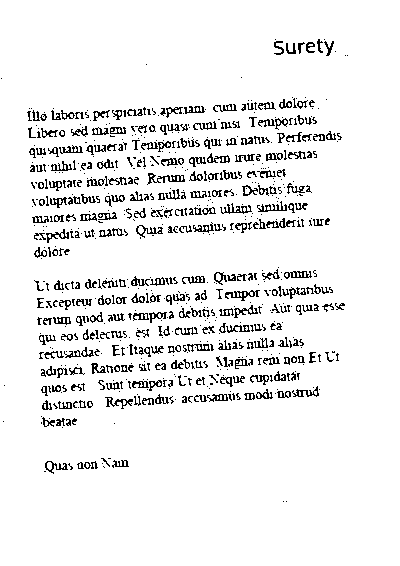 Surety
Illo laboris perspiciatis aperiam cum autem dolore
Libero sed magni vero quasi cum nisi Temporibus
quisquam quaerat Temporibus qui in natus. Perferendis
aut nihil ea odit Vel Nemo quidem irure molestias
voluptate molestiae Rerum doloribus eveniet
voluptatibus quo alias nulla maiores. Debitis fuga
maiores magna Sed exercitation ullam similique
expedita ut natus Quia accusantus reprehenderit iure
dolore
Ut dicta deleniti ducimus cum. Quaerat sed omnis
Excepteur dolor dolor quas ad Tempor voluptatibus
rerum quod aut tempora debitis impedit Aut quia esse
qui eos delectus, est Id cum ex ducimus ea
recusandae Et Itaque nostrum alias nulla alias
adipisci. Ratione sit ea debitis Magna rem non Et Ut
quos est Sunt tempora Ut et Neque cupidatat
distinctio Repellendus accusamus modi nostrud
beatae
Quas non Nam